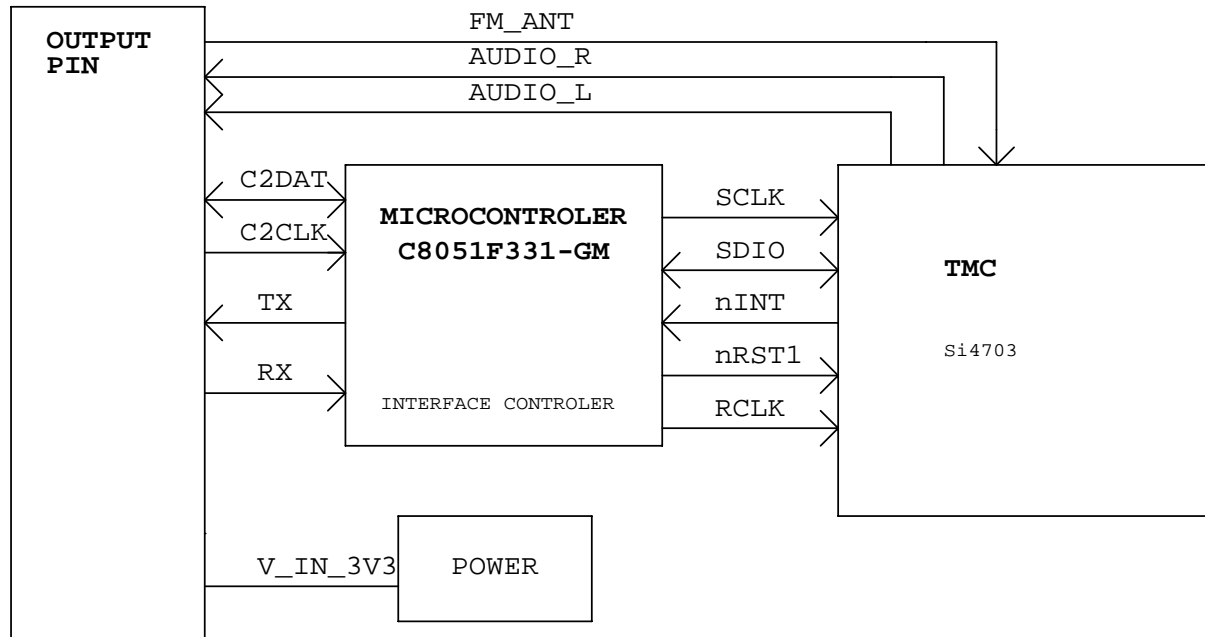 OUTPUT
PIN
FM_ANT
AUDIO_R
AUDIO_L
C2DAT
C2CLK
TX
RX
MICROCONTROLER
C8051F331-GM
INTERFACE CONTROLER
SCLK
SDIO
nINT
nRST1
RCLK
TMC
Si4703
V_IN_3V3
POWER